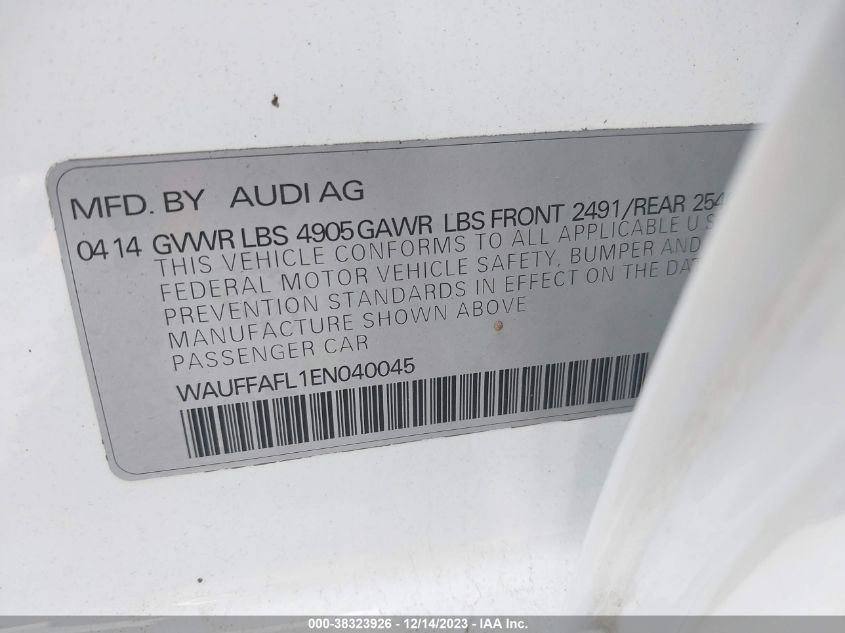 MFD. BY AUDI AG
04 14 GVWR LBS 4905 GAWR LBS FRONT 2491/REAR
THIS VEHICLE CONFORMS TO ALL APPLICABLE U.S
FEDERAL MOTOR VEHICLE SAFETY, BUMPER AND
PREVENTION STANDARDS IN EFFECT ON THE
MANUFACTURE SHOWN ABOVE
PASSENGER CAR
WAUFFAFL1EN040045
000-38323926 - 12/14/2023 - IAA Inc.